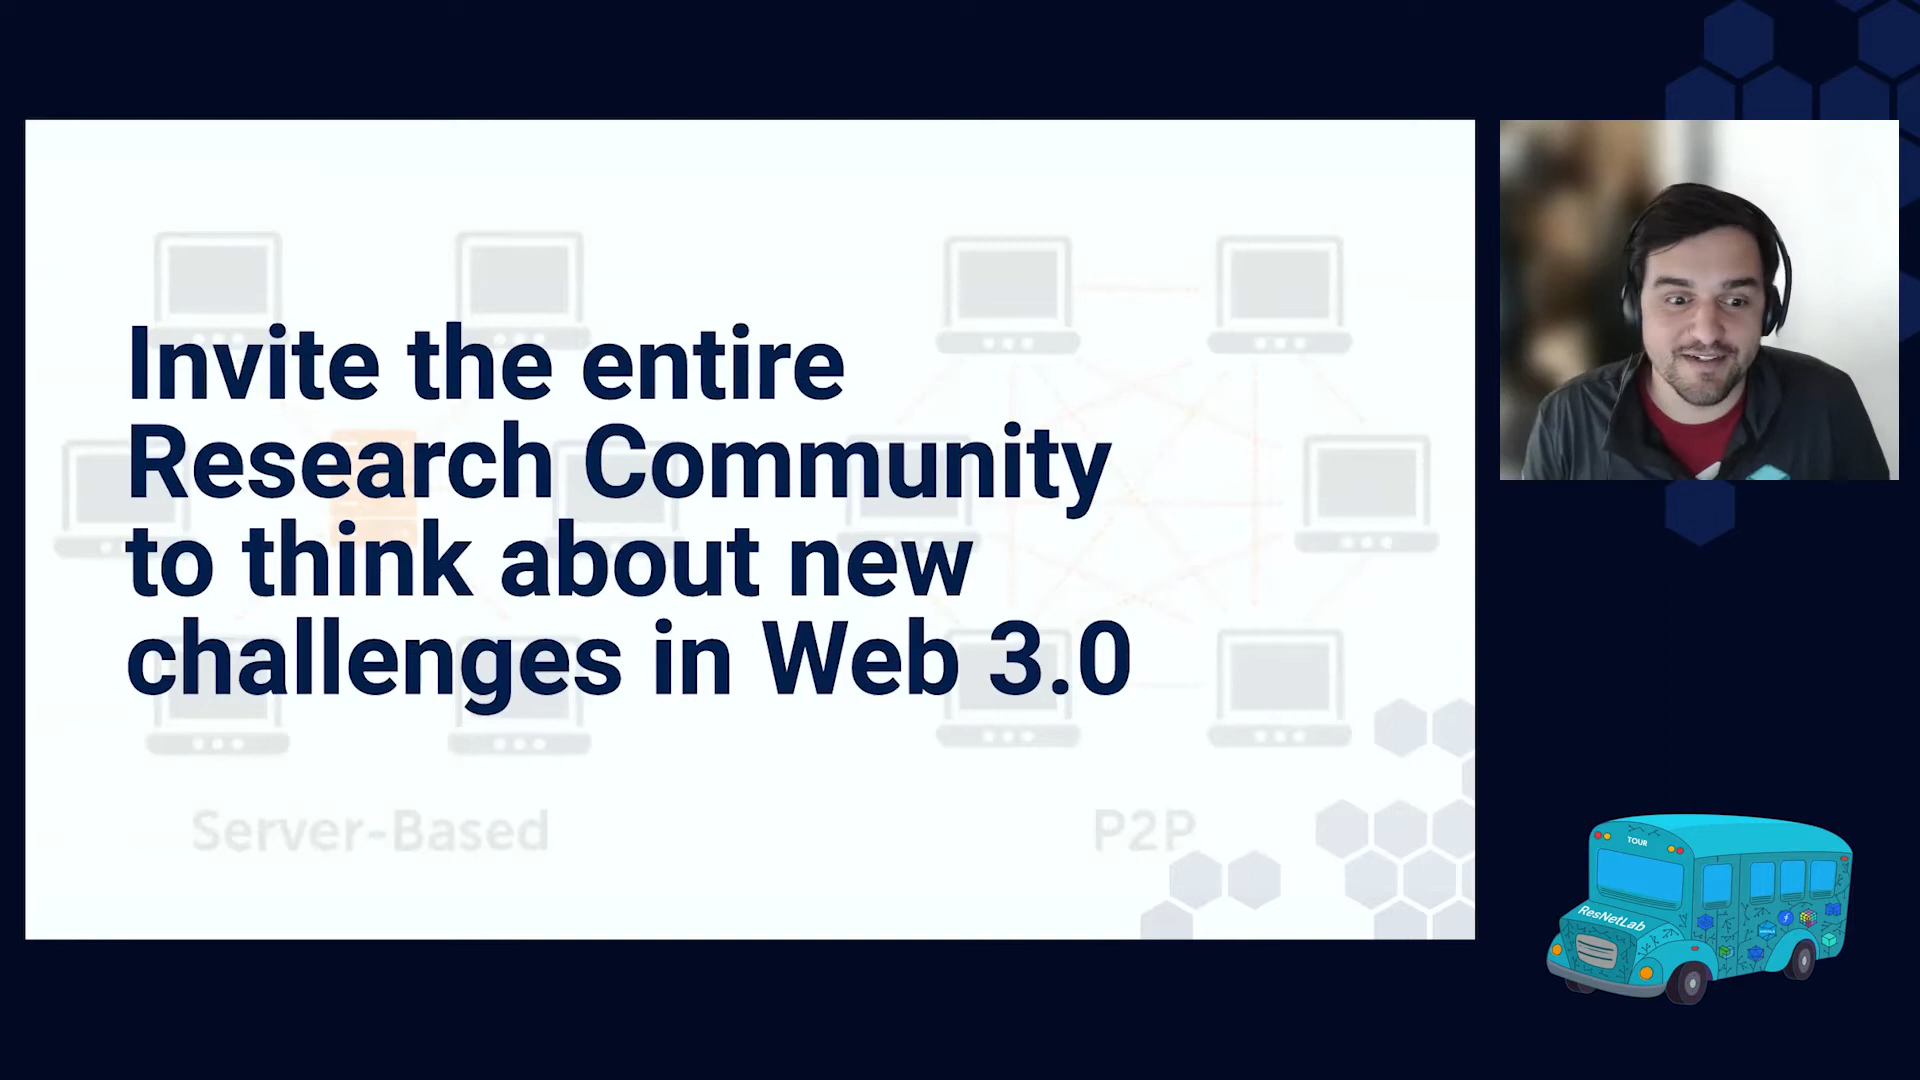 Invite the entire
Research Community
to think about new
challenges in Web 3.0
Server-Based
P2P
TOUR
ResNetLab